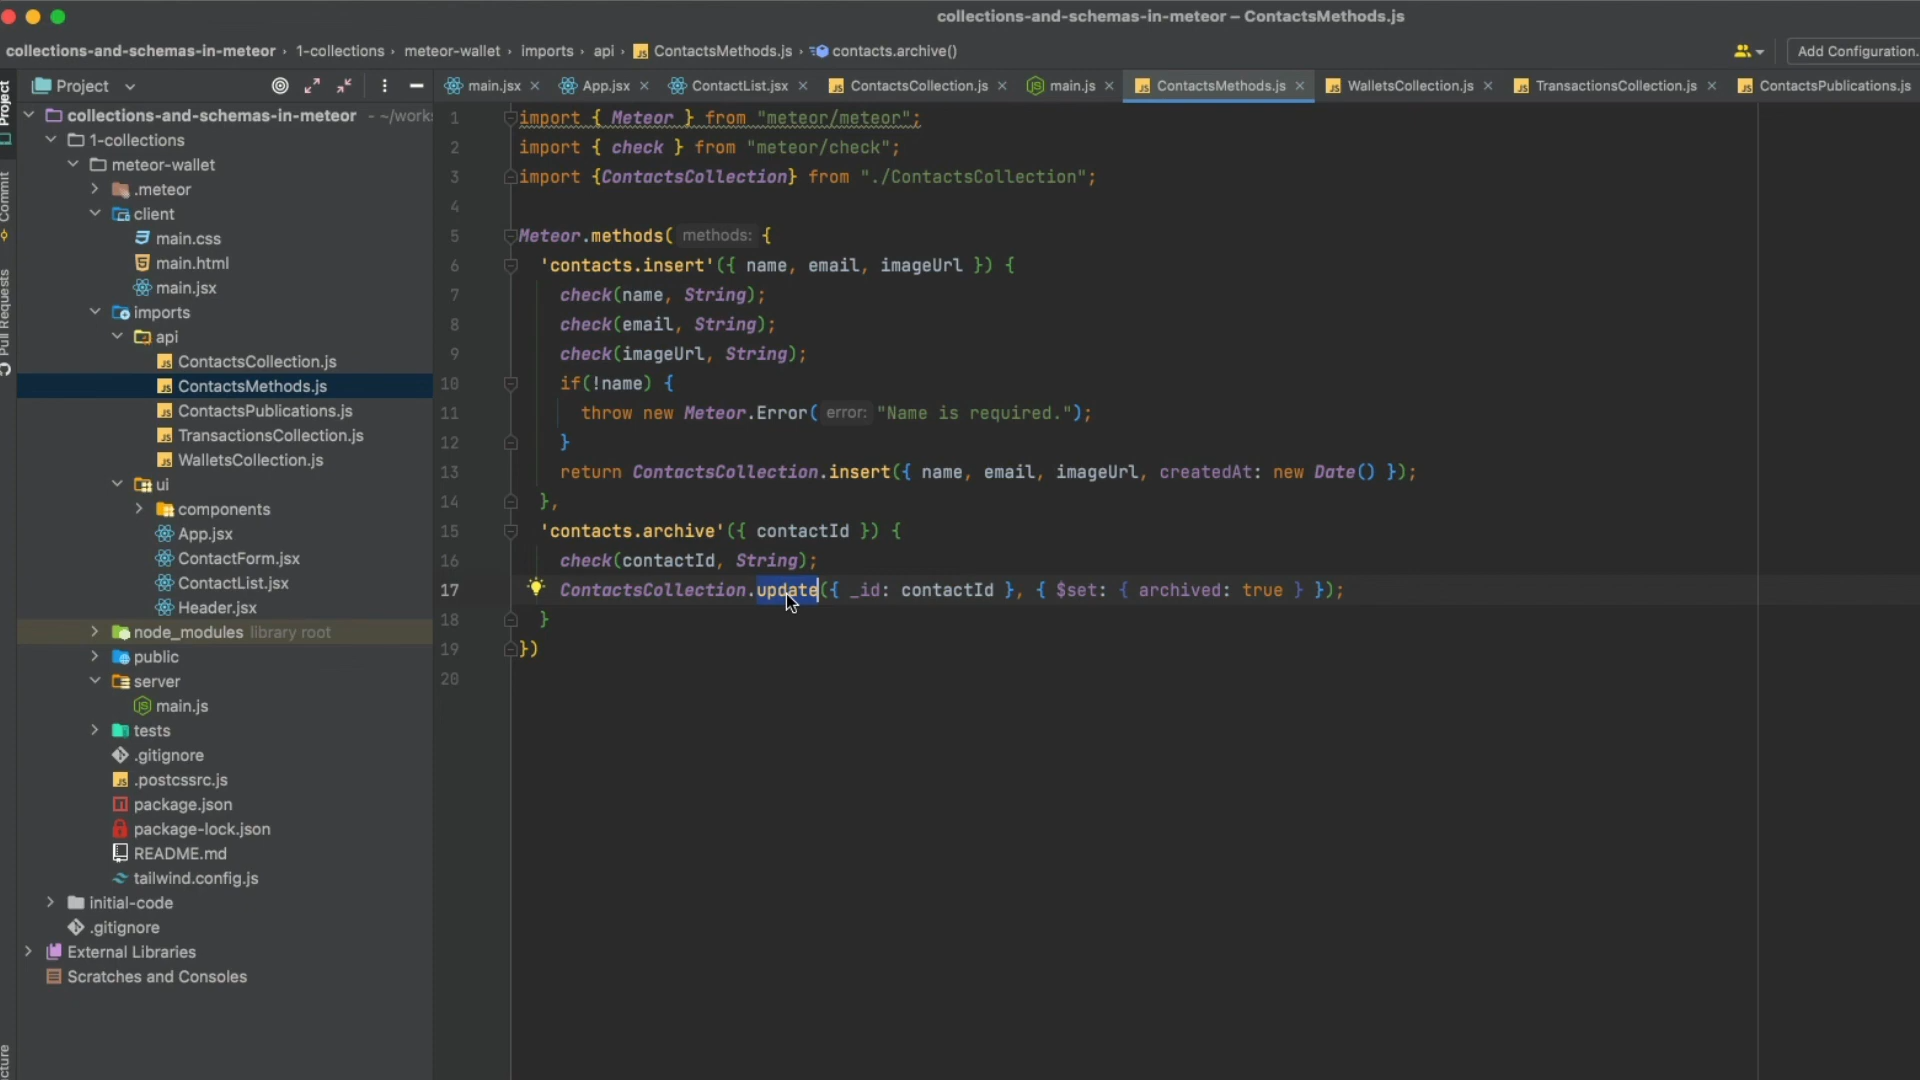 collections-and-schemas-in-meteor – ContactsMethods.js
collections-and-schemas-in-meteor › 1-collections › meteor-wallet › imports › api › ContactsMethods.js › contacts.archive()
Add Configuration.
Project
main.jsx
App.jsx
ContactList.jsx
ContactsCollection.js
main.js
ContactsMethods.js
WalletsCollection.js
TransactionsCollection.js
ContactsPublications.js
Project
Commit
Pull Requests
collections-and-schemas-in-meteor - ~/works
1-collections
meteor-wallet
.meteor
client
main.css
main.html
main.jsx
imports
api
ContactsCollection.js
ContactsMethods.js
ContactsPublications.js
TransactionsCollection.js
WalletsCollection.js
ui
components
App.jsx
ContactForm.jsx
ContactList.jsx
Header.jsx
node_modules library root
public
server
main.js
tests
.gitignore
.postcssrc.js
package.json
package-lock.json
README.md
tailwind.config.js
initial-code
.gitignore
External Libraries
Scratches and Consoles
1 import { Meteor } from "meteor/meteor";
2 import { check } from "meteor/check";
3 import {ContactsCollection} from "./ContactsCollection";
4
5 Meteor.methods( methods: {
6 'contacts.insert'({ name, email, imageUrl }) {
7 check(name, String);
8 check(email, String);
9 check(imageUrl, String);
10 if(!name) {
11 throw new Meteor.Error( error: "Name is required.");
12 }
13 return ContactsCollection.insert({ name, email, imageUrl, createdAt: new Date() });
14 },
15 'contacts.archive'({ contactId }) {
16 check(contactId, String);
17 ContactsCollection.update({ _id: contactId }, { $set: { archived: true } });
18 }
19 })
20